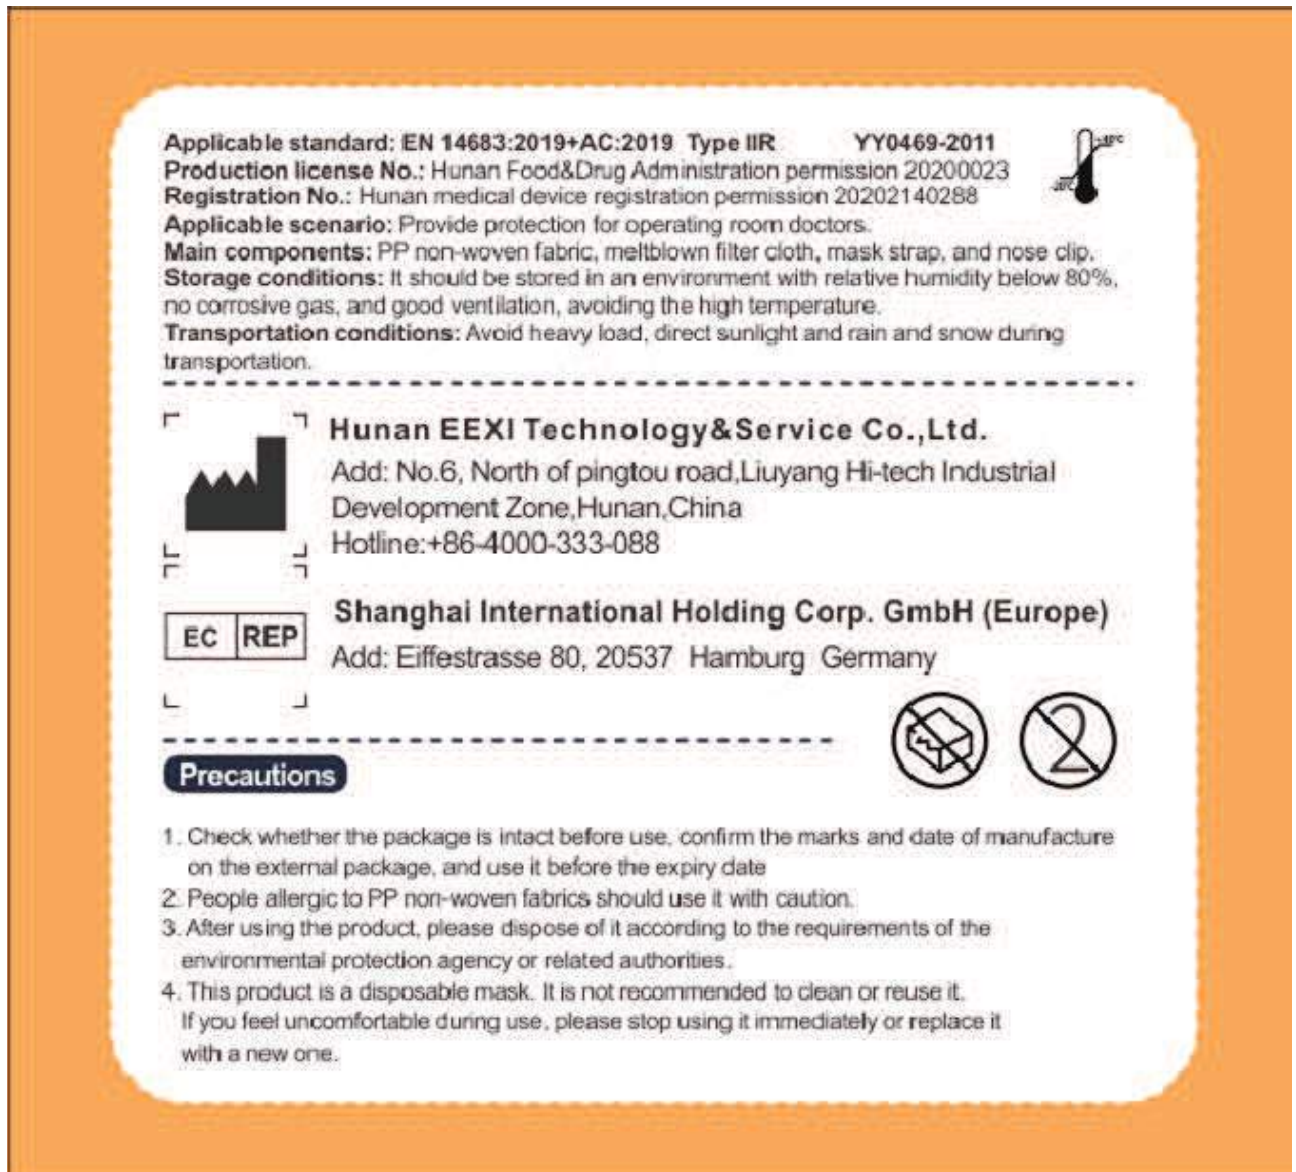 Applicable standard: EN 14683:2019+AC:2019 Type IIR YY0469-2011
Production license No.: Hunan Food&Drug Administration permission 20200023
Registration No.: Hunan medical device registration permission 20202140288
Applicable scenario: Provide protection for operating room doctors.
Main components: PP non-woven fabric, meltblown filter cloth, mask strap, and nose clip.
Storage conditions: It should be stored in an environment with relative humidity below 80%,
no corrosive gas, and good ventilation, avoiding the high temperature.
Transportation conditions: Avoid heavy load, direct sunlight and rain and snow during
transportation.
Hunan EEXI Technology&Service Co.,Ltd.
Add: No.6, North of pingtou road,Liuyang Hi-tech Industrial
Development Zone,Hunan,China
Hotline:+86-4000-333-088
EC REP
Shanghai International Holding Corp. GmbH (Europe)
Add: Eiffestrasse 80, 20537 Hamburg Germany
2
Precautions
1. Check whether the package is intact before use, confirm the marks and date of manufacture
on the external package, and use it before the expiry date
2. People allergic to PP non-woven fabrics should use it with caution.
3. After using the product, please dispose of it according to the requirements of the
environmental protection agency or related authorities.
4. This product is a disposable mask. It is not recommended to clean or reuse it.
If you feel uncomfortable during use, please stop using it immediately or replace it
with a new one.